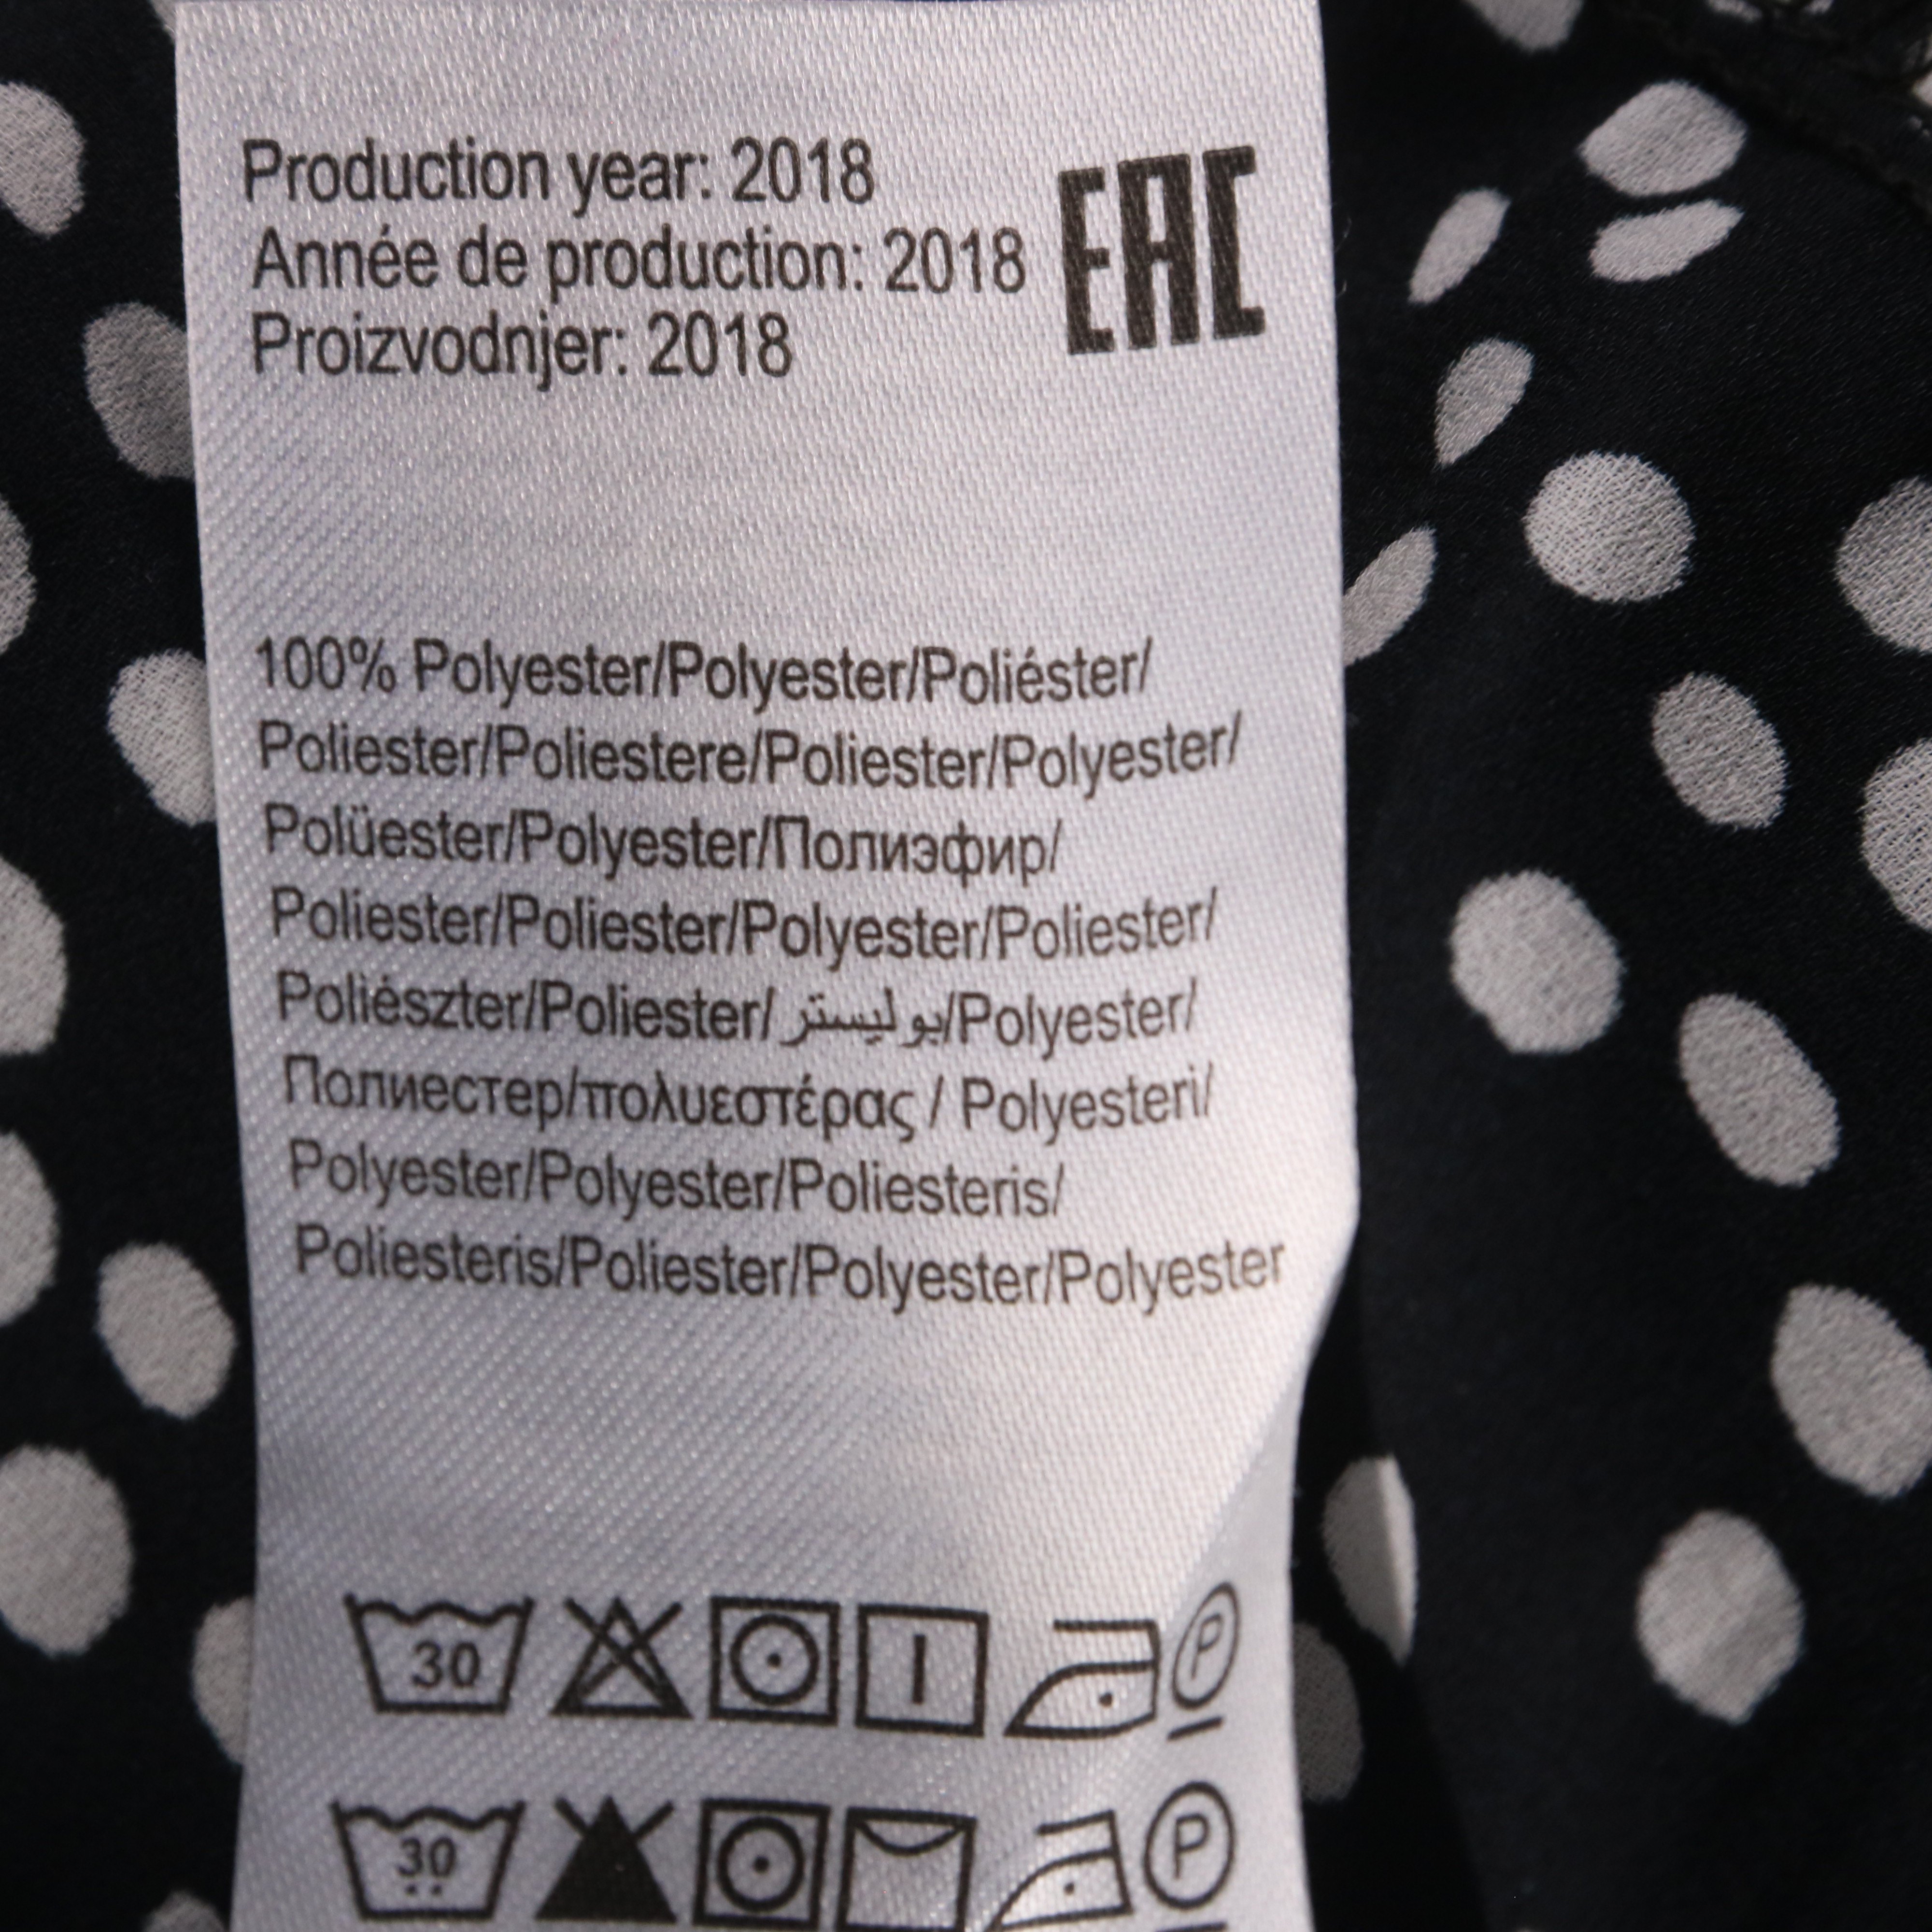 Production year: 2018
Année de production: 2018
Proizvodnjer: 2018
EAC
100% Polyester/Polyester/Poliéster/
Poliester/Poliestere/Poliester/Polyester/
Polüester/Polyester/Полиэфир/
Poliester/Poliester/Polyester/Poliester/
Poliészter/Poliester/بوليستر/Polyester/
Полиестер/πολυεστέρας / Polyesteri/
Polyester/Polyester/Poliesteris/
Poliesteris/Poliester/Polyester/Polyester
30 P
30 P